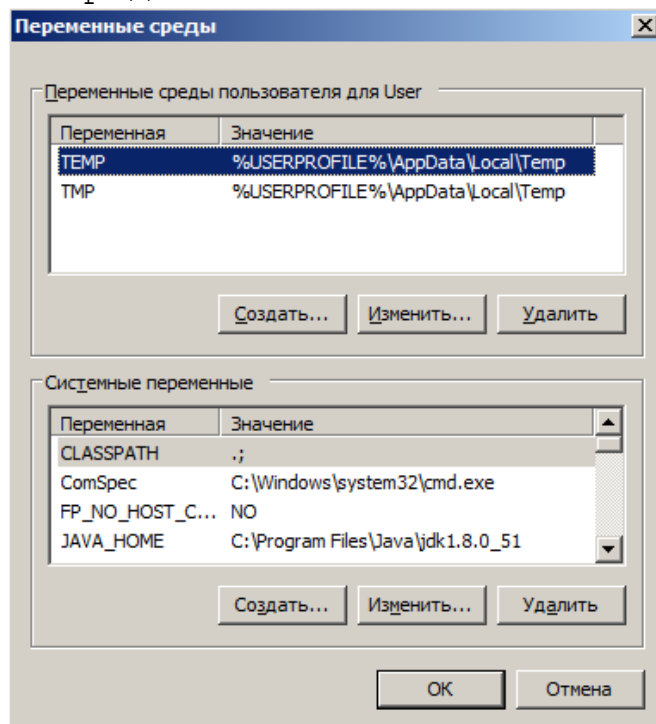 Переменные среды
Переменные среды пользователя для User
Переменная Значение
TEMP %USERPROFILE%\AppData\Local\Temp
TMP %USERPROFILE%\AppData\Local\Temp
Создать... Изменить... Удалить
Системные переменные
Переменная Значение
CLASSPATH .;
ComSpec C:\Windows\system32\cmd.exe
FP_NO_HOST_C... NO
JAVA_HOME C:\Program Files\Java\jdk1.8.0_51
Создать... Изменить... Удалить
OK Отмена